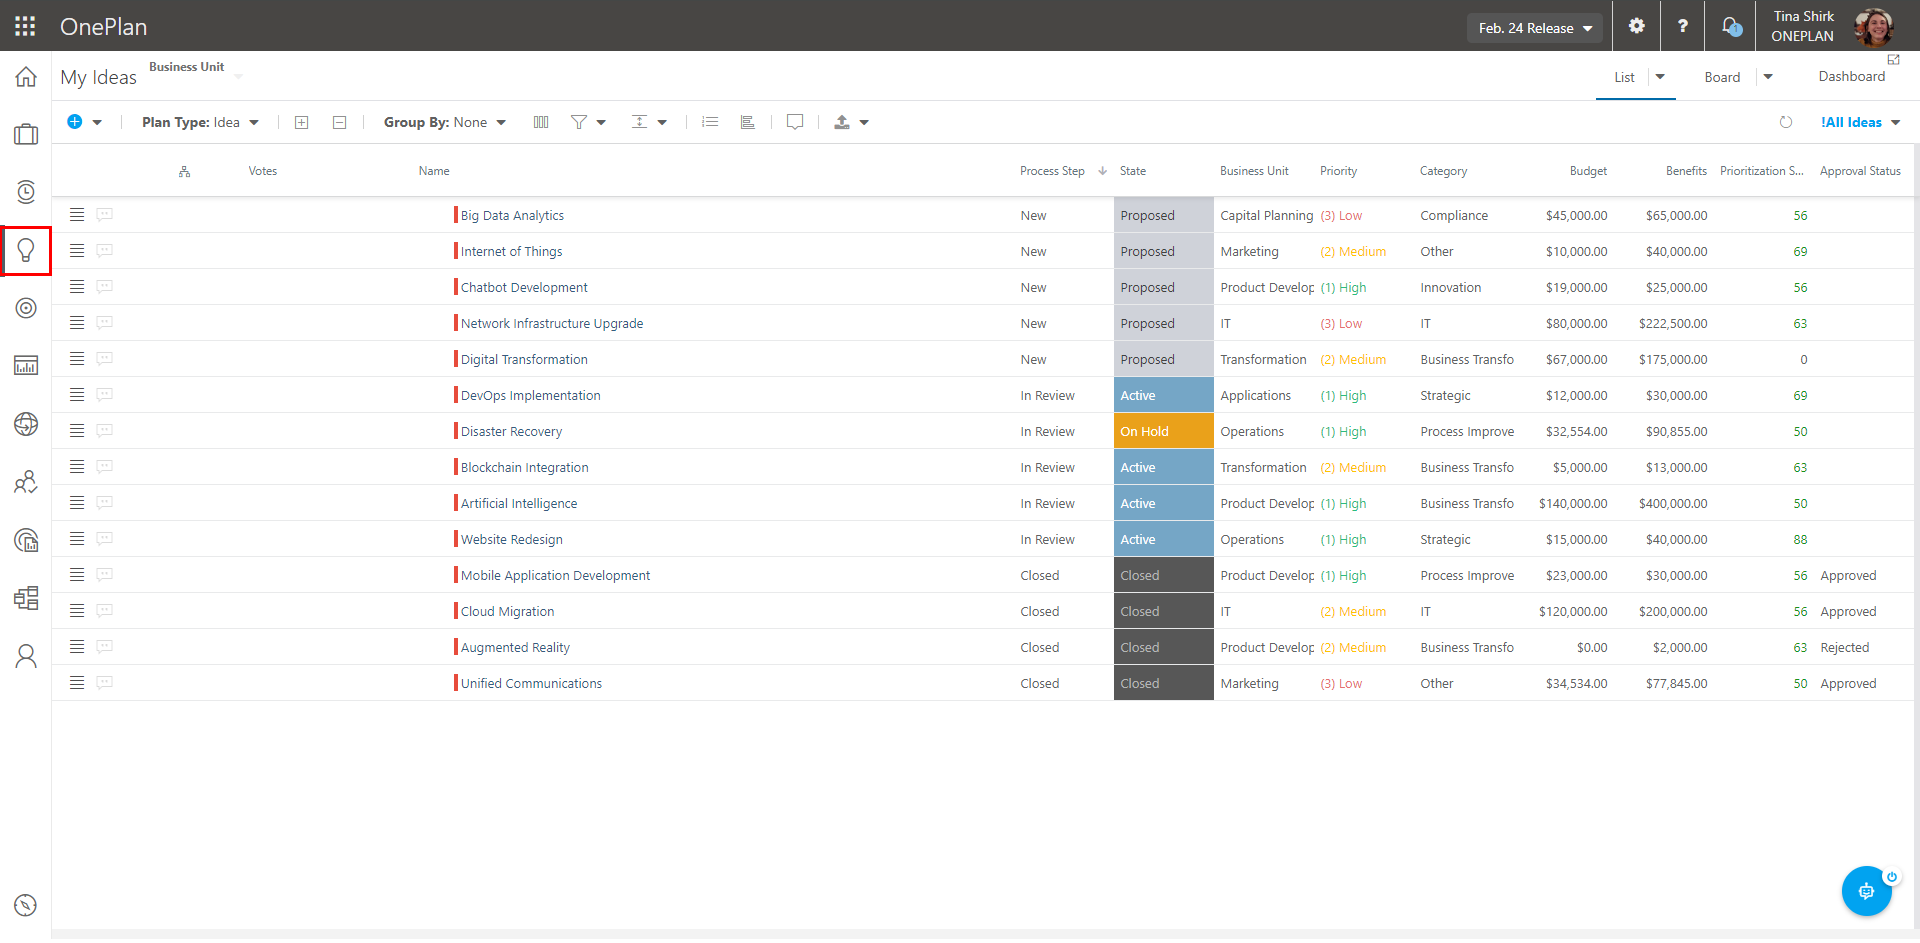 OnePlan
Feb. 24 Release
?
1
Tina Shirk
ONEPLAN
My Ideas
Business Unit
List
Board
Dashboard
Plan Type: Idea
Group By: None
!All Ideas
Votes Name Process Step State Business Unit Priority Category Budget Benefits Prioritization S... Approval Status
Big Data Analytics New Proposed Capital Planning (3) Low Compliance $45,000.00 $65,000.00 56
Internet of Things New Proposed Marketing (2) Medium Other $10,000.00 $40,000.00 69
Chatbot Development New Proposed Product Develop (1) High Innovation $19,000.00 $25,000.00 56
Network Infrastructure Upgrade New Proposed IT (3) Low IT $80,000.00 $222,500.00 63
Digital Transformation New Proposed Transformation (2) Medium Business Transfo $67,000.00 $175,000.00 0
DevOps Implementation In Review Active Applications (1) High Strategic $12,000.00 $30,000.00 69
Disaster Recovery In Review On Hold Operations (1) High Process Improve $32,554.00 $90,855.00 50
Blockchain Integration In Review Active Transformation (2) Medium Business Transfo $5,000.00 $13,000.00 63
Artificial Intelligence In Review Active Product Develop (1) High Business Transfo $140,000.00 $400,000.00 50
Website Redesign In Review Active Operations (1) High Strategic $15,000.00 $40,000.00 88
Mobile Application Development Closed Closed Product Develop (1) High Process Improve $23,000.00 $30,000.00 56 Approved
Cloud Migration Closed Closed IT (2) Medium IT $120,000.00 $200,000.00 56 Approved
Augmented Reality Closed Closed Product Develop (2) Medium Business Transfo $0.00 $2,000.00 63 Rejected
Unified Communications Closed Closed Marketing (3) Low Other $34,534.00 $77,845.00 50 Approved